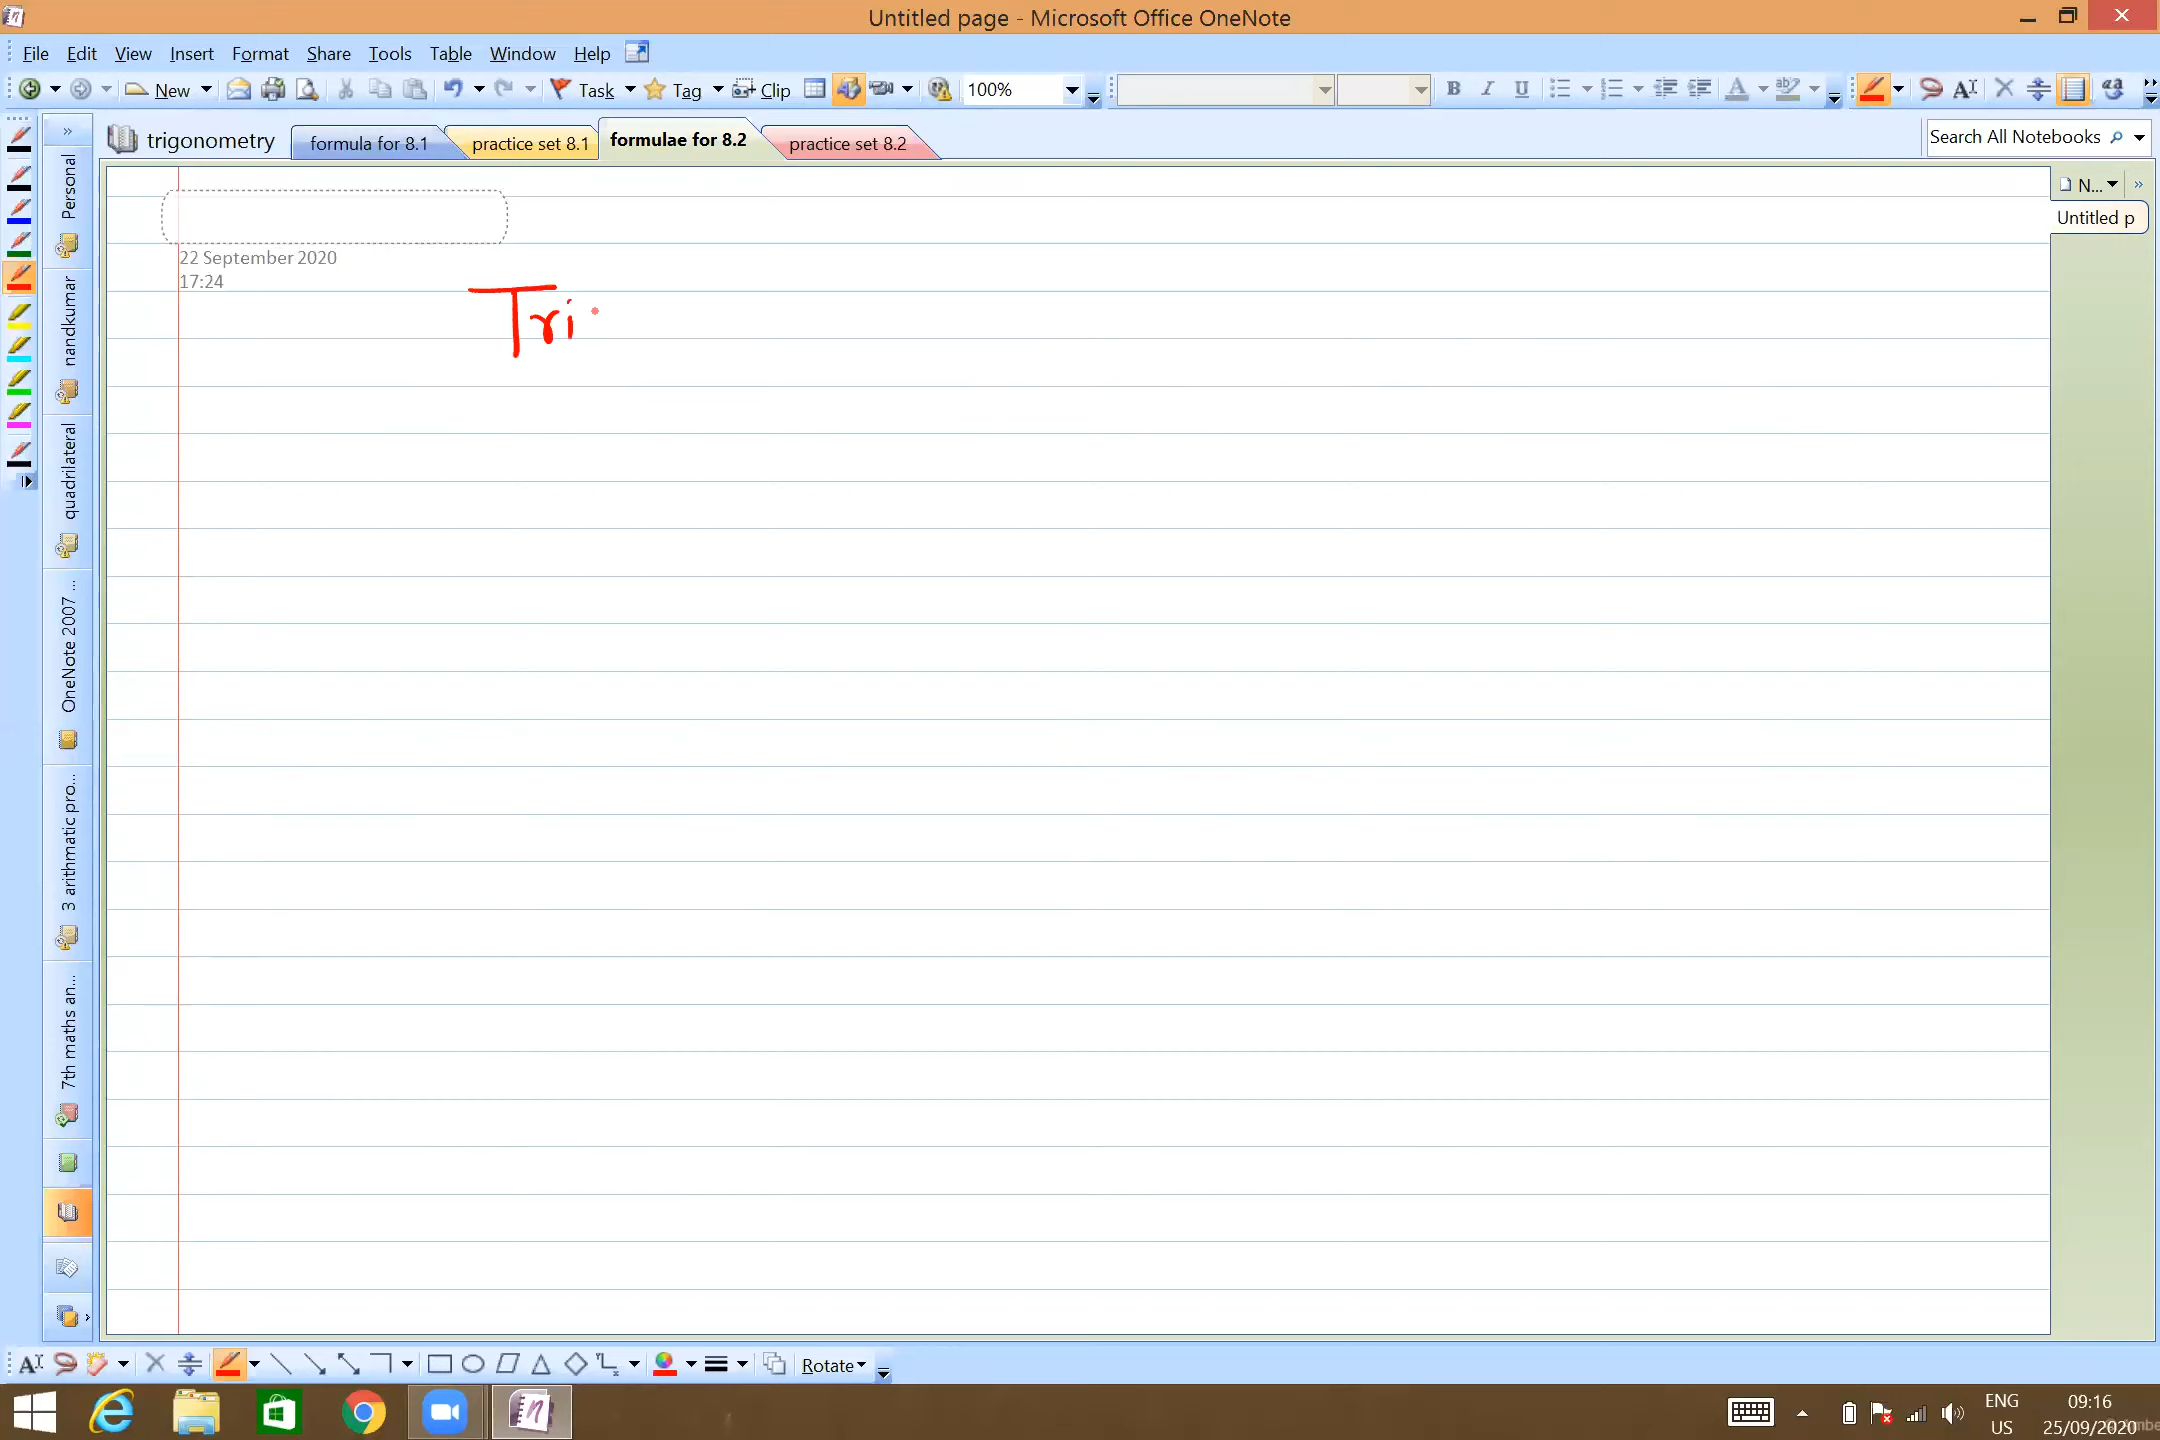 Untitled page - Microsoft Office OneNote
File Edit View Insert Format Share Tools Table Window Help
New Task Tag Clip 100% B I U A
trigonometry formula for 8.1 practice set 8.1 formulae for 8.2 practice set 8.2 Search All Notebooks
N...
Untitled p
22 September 2020
17:24
Tri
Personal
nandkumar
quadrilateral
OneNote 2007 ...
3 arithmatic pro...
7th maths an...
Rotate
ENG 09:16
US 25/09/2020